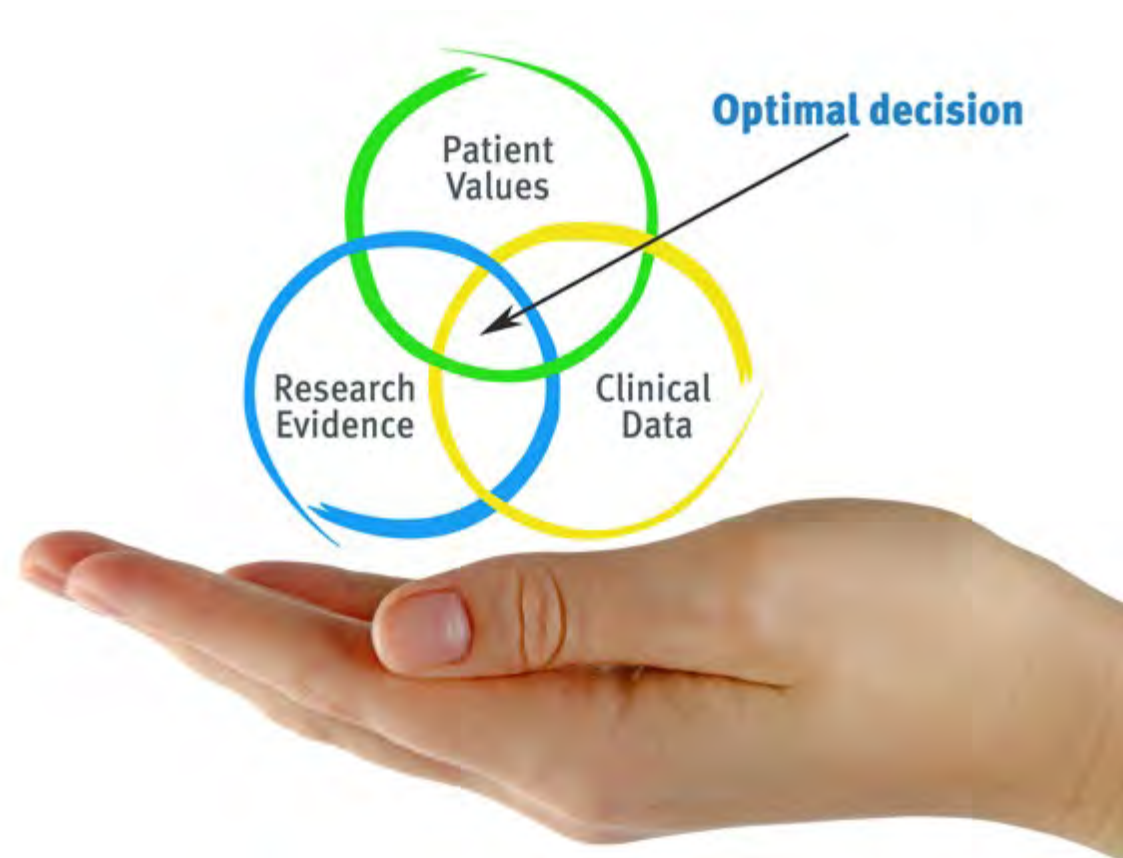 Optimal decision
Patient
Values
Research
Evidence
Clinical
Data